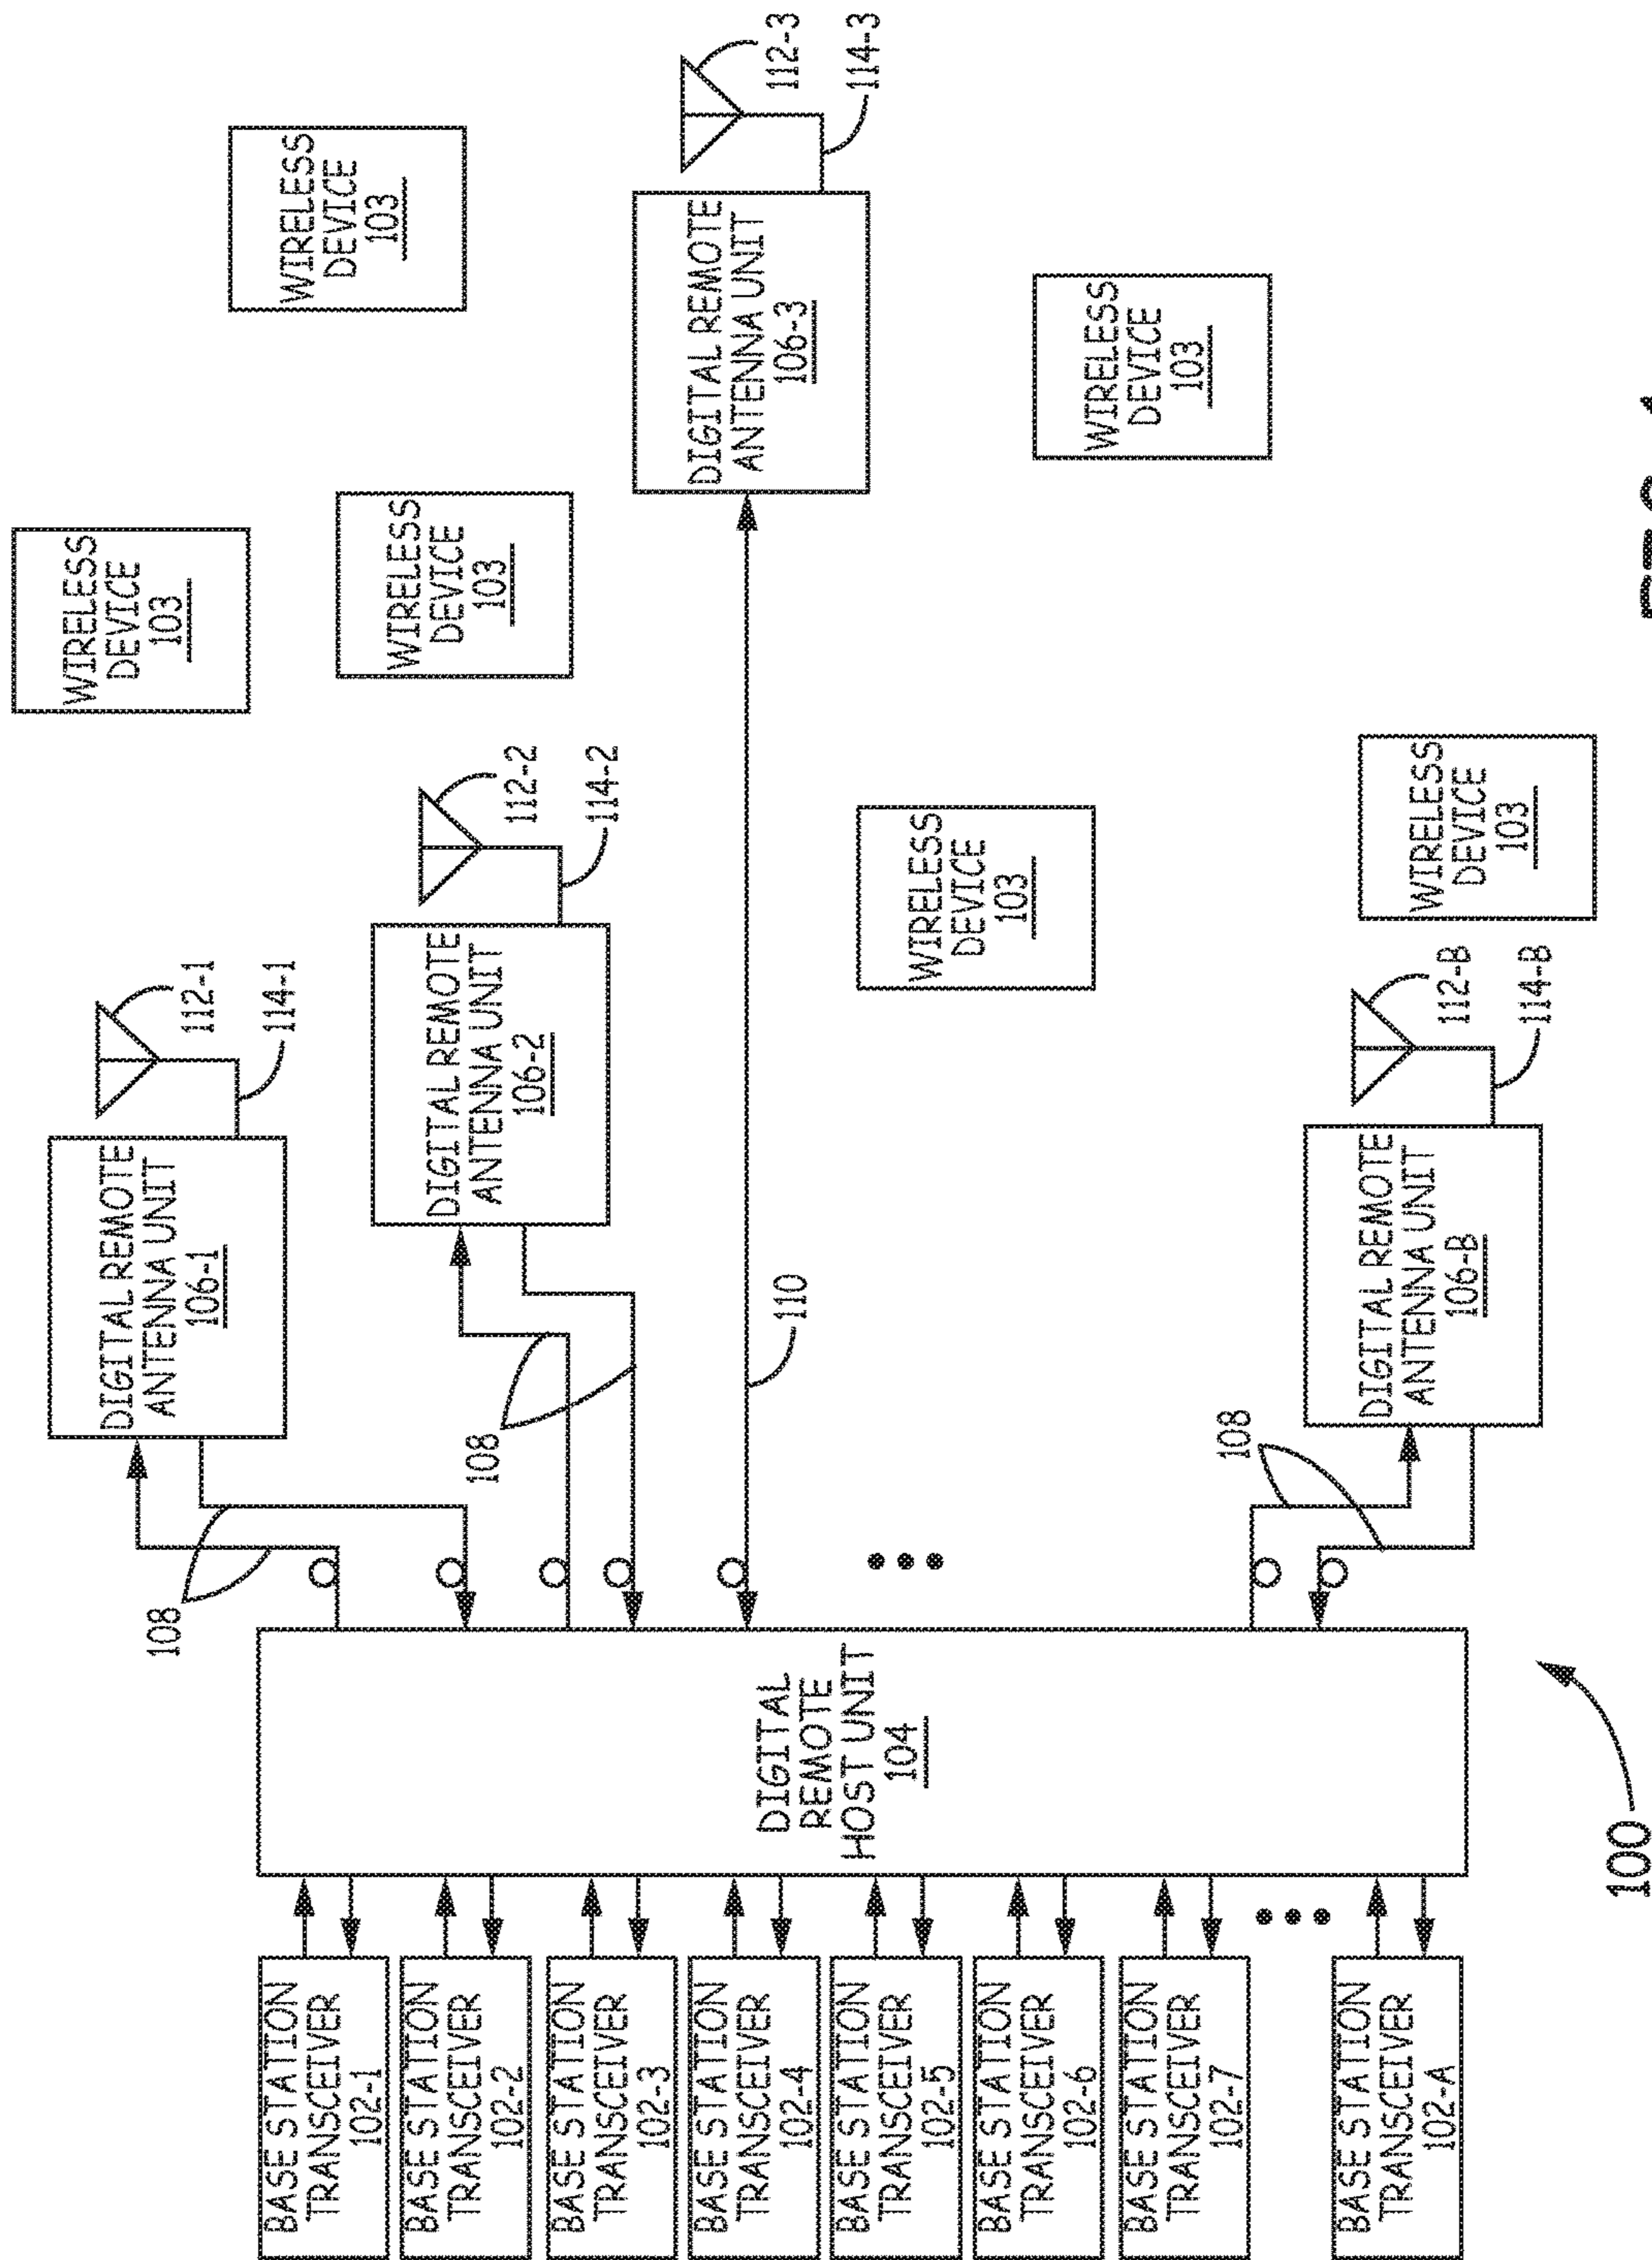 BASE STATION
TRANSCEIVER
102-1
BASE STATION
TRANSCEIVER
102-2
BASE STATION
TRANSCEIVER
102-3
BASE STATION
TRANSCEIVER
102-4
BASE STATION
TRANSCEIVER
102-5
BASE STATION
TRANSCEIVER
102-6
BASE STATION
TRANSCEIVER
102-7
BASE STATION
TRANSCEIVER
102-A
DIGITAL
REMOTE
HOST UNIT
104
108
108
110
108
DIGITAL REMOTE
ANTENNA UNIT
106-1
112-1
114-1
DIGITAL REMOTE
ANTENNA UNIT
106-2
112-2
114-2
DIGITAL REMOTE
ANTENNA UNIT
106-3
112-3
114-3
DIGITAL REMOTE
ANTENNA UNIT
106-B
112-B
114-B
WIRELESS
DEVICE
103
WIRELESS
DEVICE
103
WIRELESS
DEVICE
103
WIRELESS
DEVICE
103
WIRELESS
DEVICE
103
WIRELESS
DEVICE
103
100